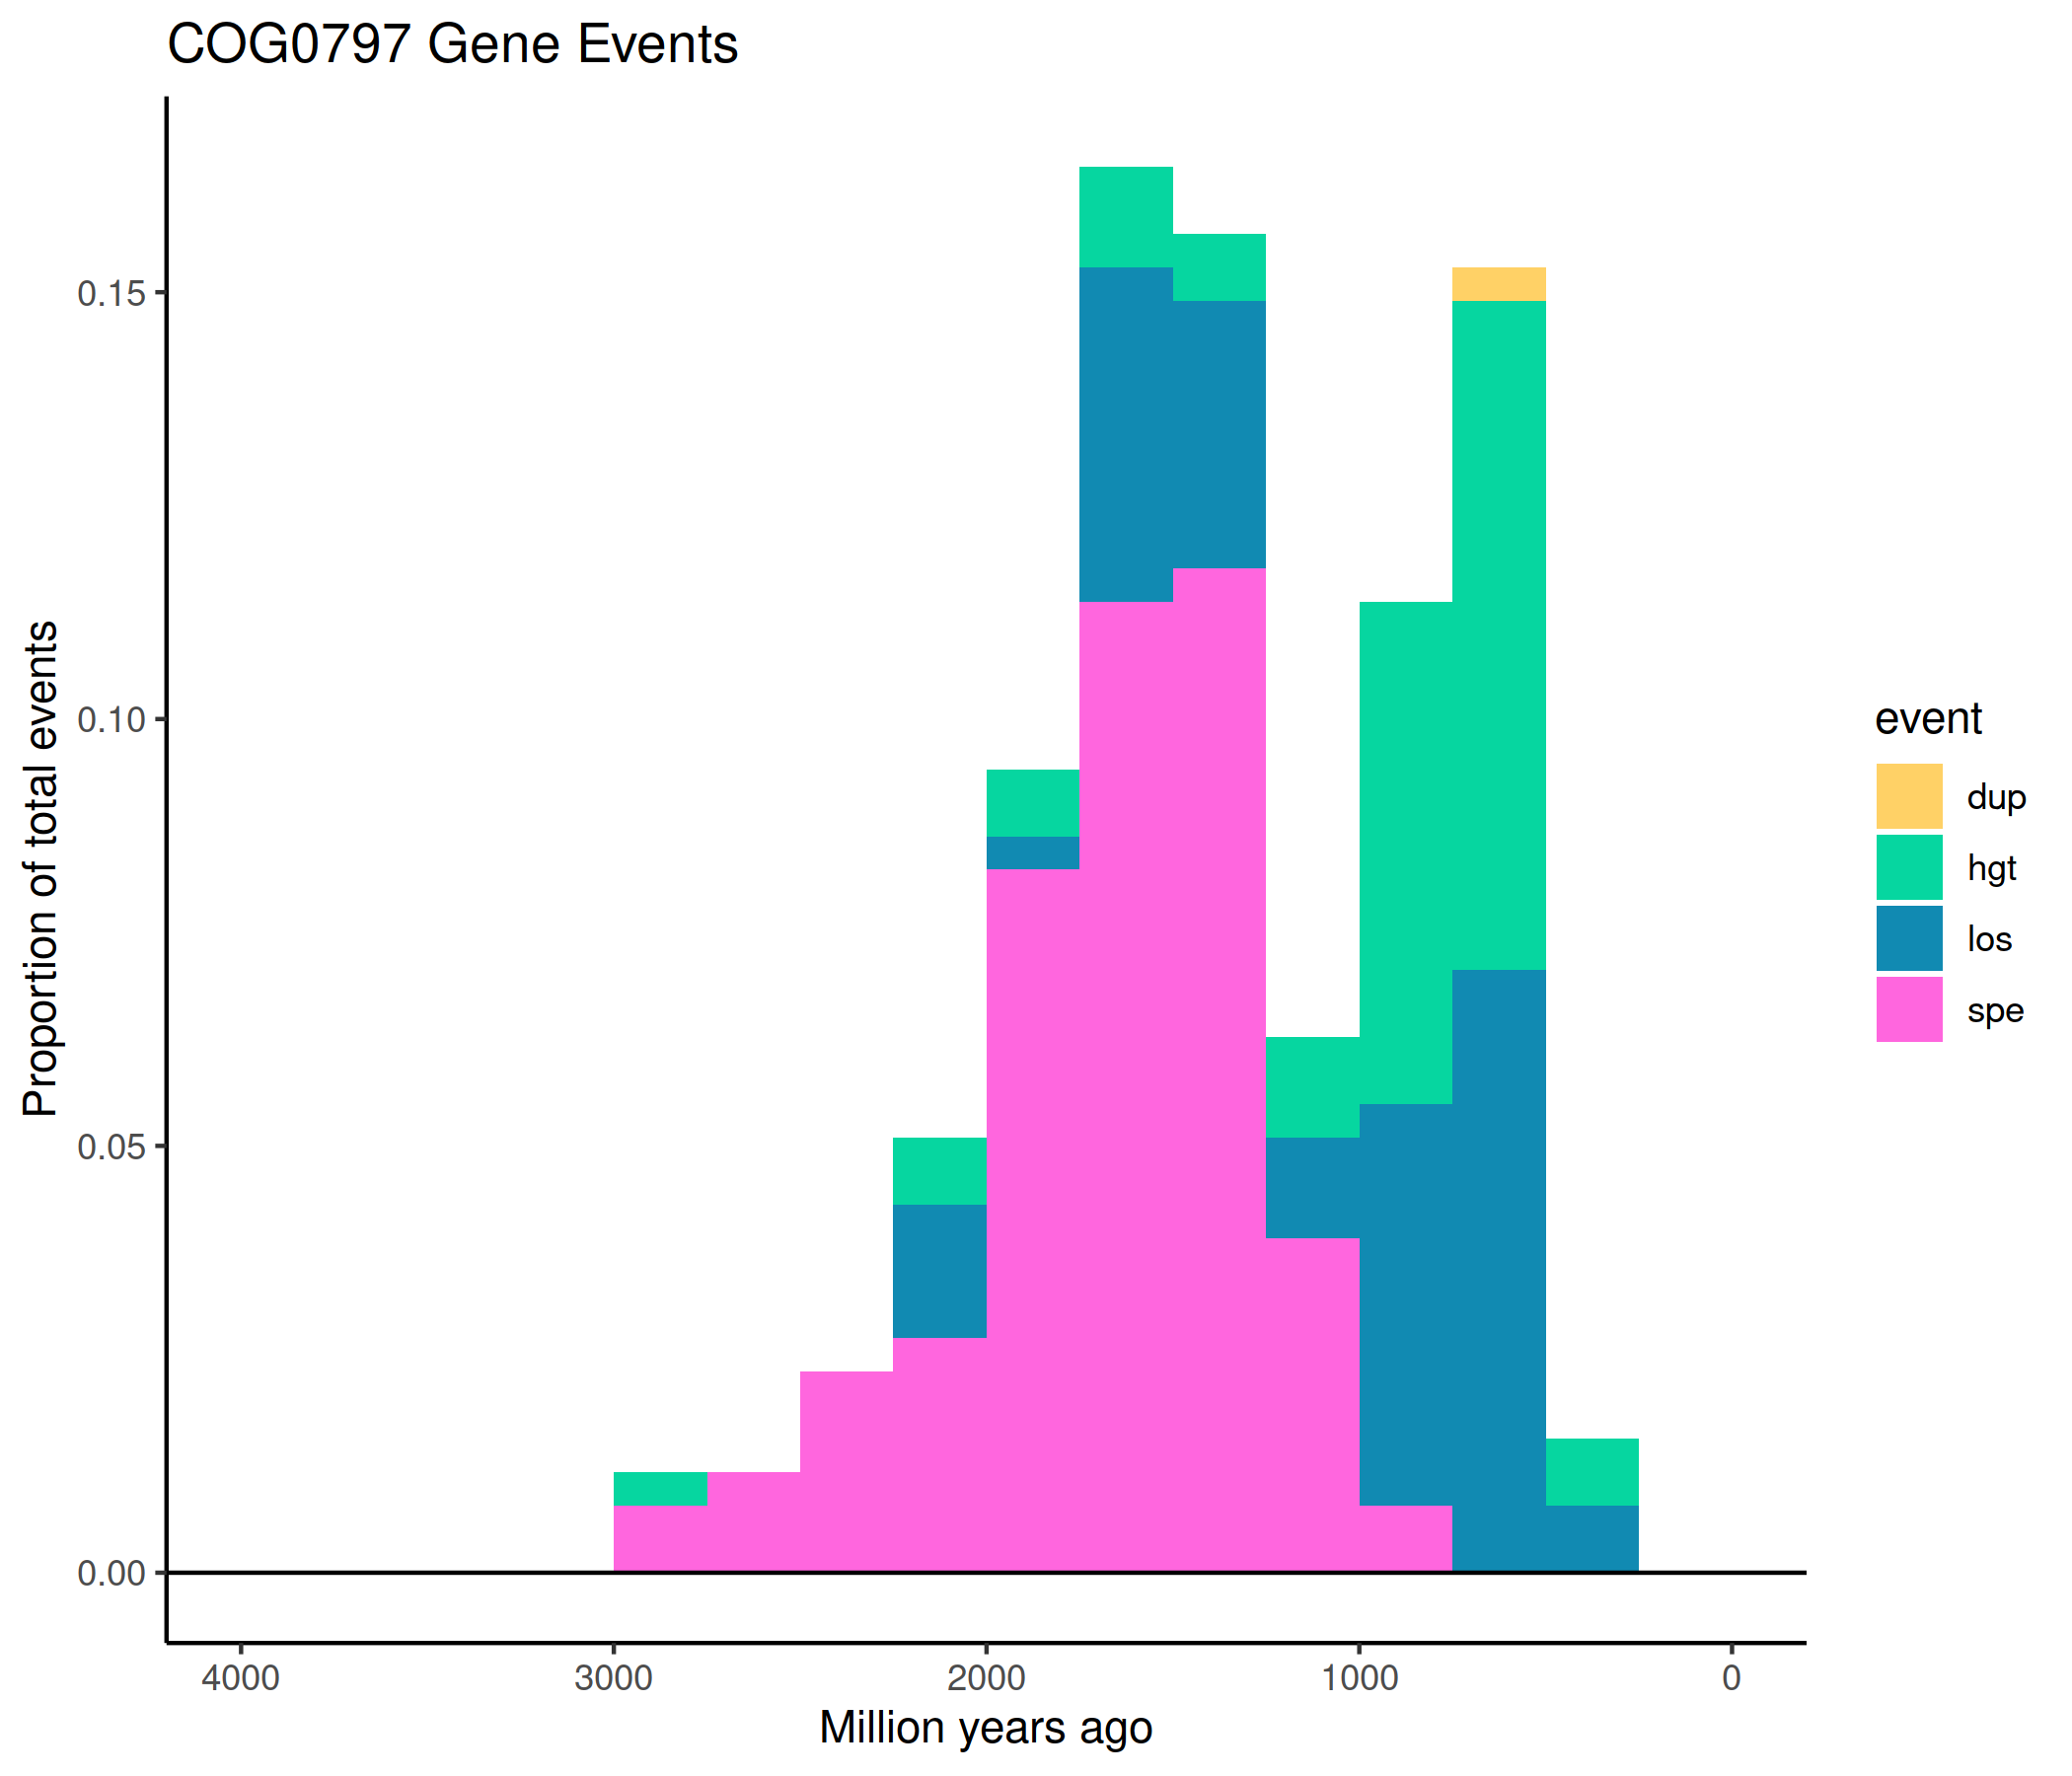 COG0797 Gene Events
Proportion of total events
0.15
0.10
0.05
0.00
4000 3000 2000 1000 0
Million years ago
event
dup
hgt
los
spe